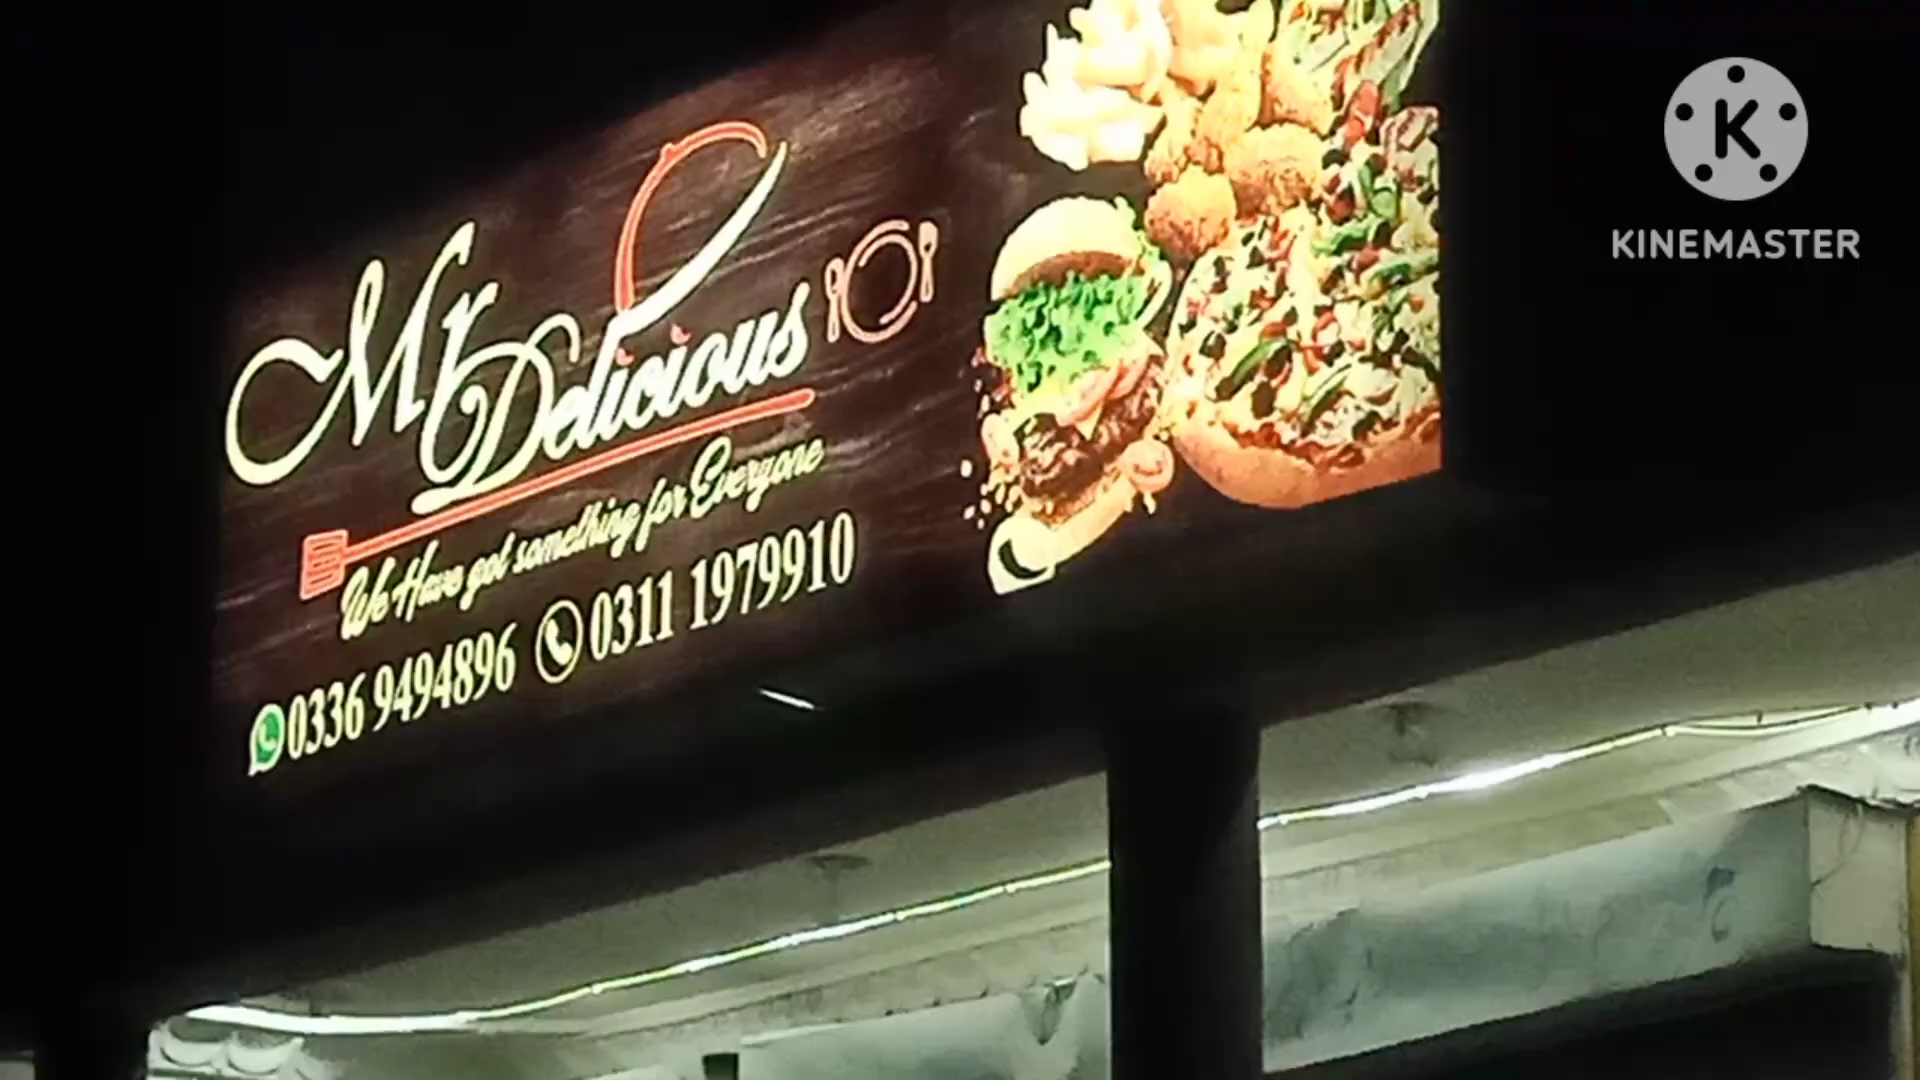 Mr
Delicious
We Have got something for Everyone
0336 9494896 0311 1979910
K
KINEMASTER